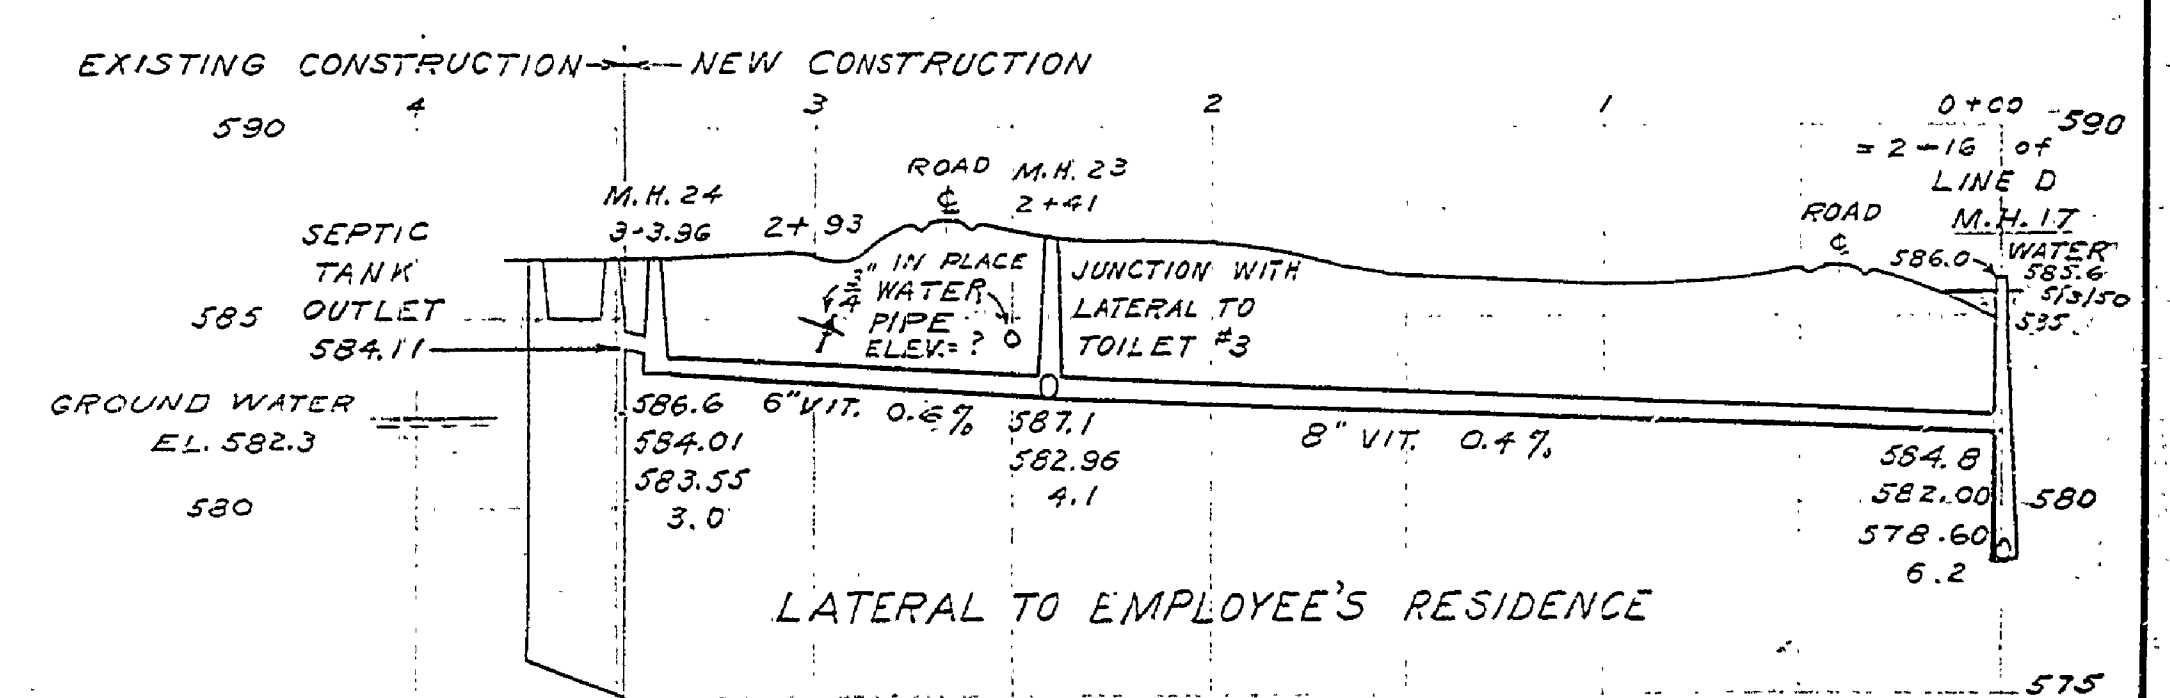 EXISTING CONSTRUCTION NEW CONSTRUCTION
4 3 2 1 0+00
590 590
= 2-16 of
LINE D
M.H. 17
ROAD
℄
M.H. 23
2+41
M.H. 24
3-3.96
2+93
ROAD
℄
586.0
WATER
585.6
5/3/50
585
SEPTIC
TANK
OUTLET
584.11
585
3/4" IN PLACE
WATER
PIPE
ELEV.= ?
JUNCTION WITH
LATERAL TO
TOILET #3
GROUND WATER
EL. 582.3
586.6
584.01
583.55
3.0
6" VIT. 0.6%
587.1
582.96
4.1
8" VIT. 0.4%
584.8
582.00
578.60
6.2
580
580
LATERAL TO EMPLOYEE'S RESIDENCE
575